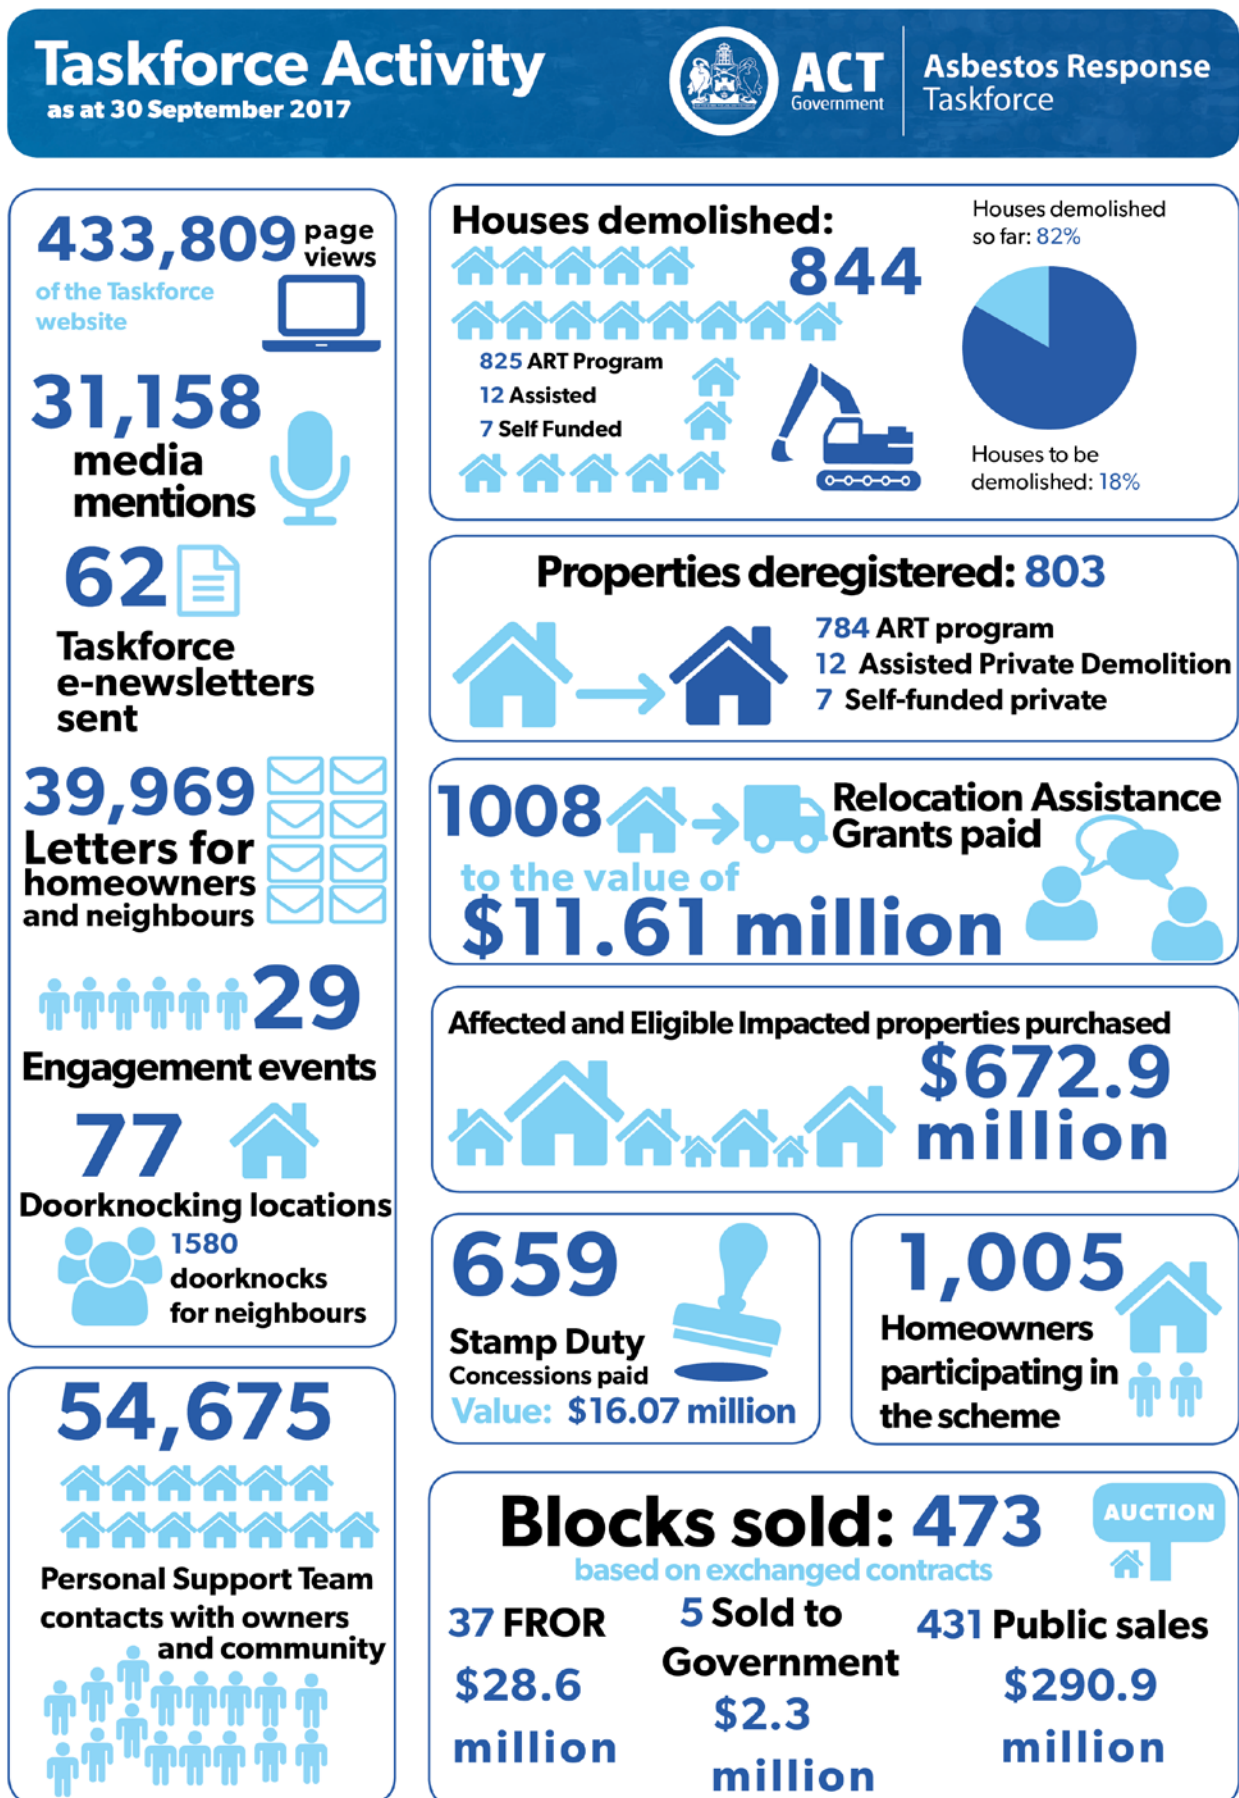 Taskforce Activity
as at 30 September 2017
ACT
Government
Asbestos Response
Taskforce
433,809 page
views
of the Taskforce
website
31,158
media
mentions
62
Taskforce
e-newsletters
sent
39,969
Letters for
homeowners
and neighbours
29
Engagement events
77
Doorknocking locations
1580
doorknocks
for neighbours
54,675
Personal Support Team
contacts with owners
and community
Houses demolished:
844
825 ART Program
12 Assisted
7 Self Funded
Houses demolished
so far: 82%
Houses to be
demolished: 18%
Properties deregistered: 803
784 ART program
12 Assisted Private Demolition
7 Self-funded private
1008
Relocation Assistance
Grants paid
to the value of
$11.61 million
Affected and Eligible Impacted properties purchased
$672.9
million
659
Stamp Duty
Concessions paid
Value: $16.07 million
1,005
Homeowners
participating in
the scheme
Blocks sold: 473
based on exchanged contracts
AUCTION
37 FROR
$28.6
million
5 Sold to
Government
$2.3
million
431 Public sales
$290.9
million